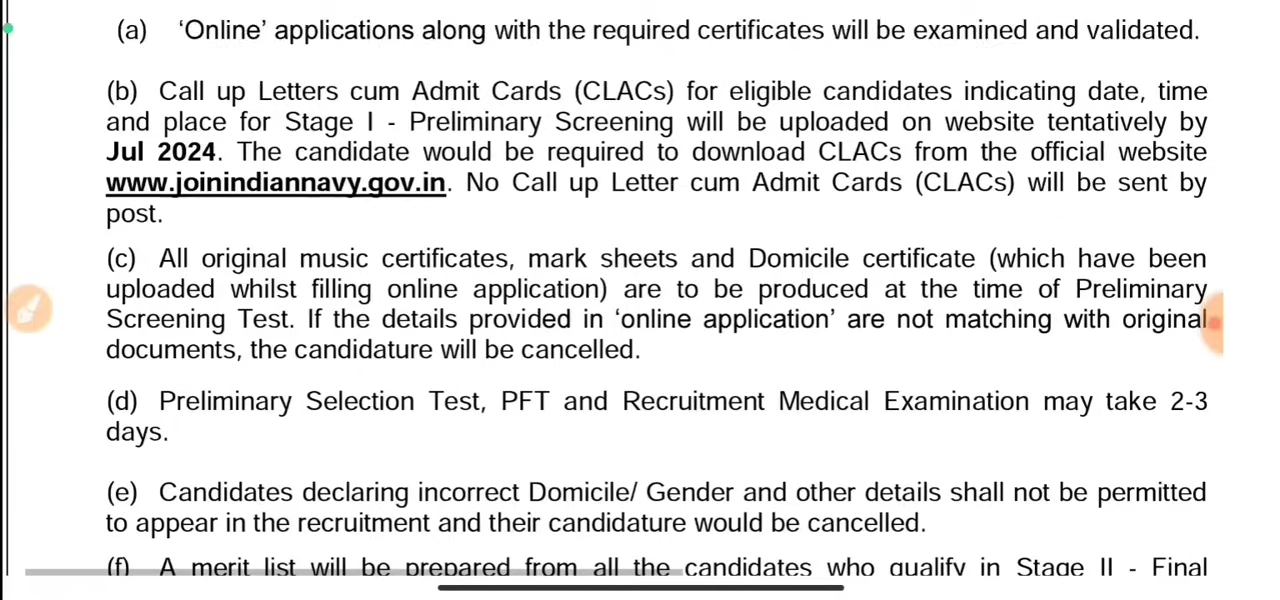 (a) ‘Online’ applications along with the required certificates will be examined and validated.
(b) Call up Letters cum Admit Cards (CLACs) for eligible candidates indicating date, time
and place for Stage I - Preliminary Screening will be uploaded on website tentatively by
Jul 2024. The candidate would be required to download CLACs from the official website
www.joinindiannavy.gov.in. No Call up Letter cum Admit Cards (CLACs) will be sent by
post.
(c) All original music certificates, mark sheets and Domicile certificate (which have been
uploaded whilst filling online application) are to be produced at the time of Preliminary
Screening Test. If the details provided in ‘online application’ are not matching with original
documents, the candidature will be cancelled.
(d) Preliminary Selection Test, PFT and Recruitment Medical Examination may take 2-3
days.
(e) Candidates declaring incorrect Domicile/ Gender and other details shall not be permitted
to appear in the recruitment and their candidature would be cancelled.
(f) A merit list will be prepared from all the candidates who qualify in Stage II - Final